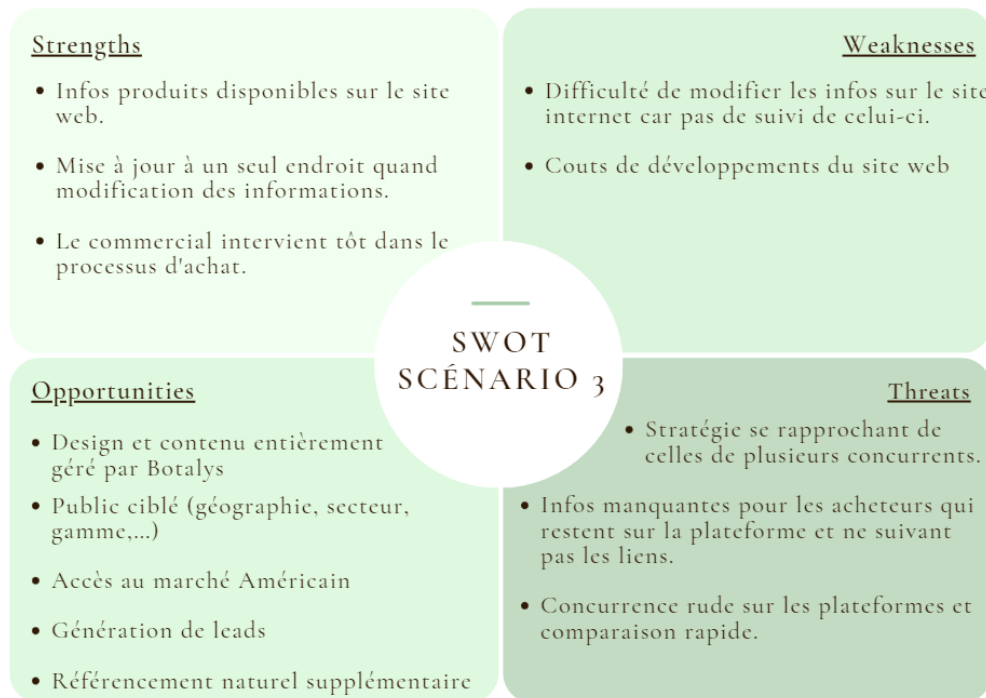 Strengths
• Infos produits disponibles sur le site
web.
• Mise à jour à un seul endroit quand
modification des informations.
• Le commercial intervient tôt dans le
processus d'achat.
Weaknesses
• Difficulté de modifier les infos sur le site
internet car pas de suivi de celui-ci.
• Couts de développements du site web
SWOT
SCÉNARIO 3
Opportunities
• Design et contenu entièrement
géré par Botalys
• Public ciblé (géographie, secteur,
gamme,...)
• Accès au marché Américain
• Génération de leads
• Référencement naturel supplémentaire
Threats
• Stratégie se rapprochant de
celles de plusieurs concurrents.
• Infos manquantes pour les acheteurs qui
restent sur la plateforme et ne suivant
pas les liens.
• Concurrence rude sur les plateformes et
comparaison rapide.